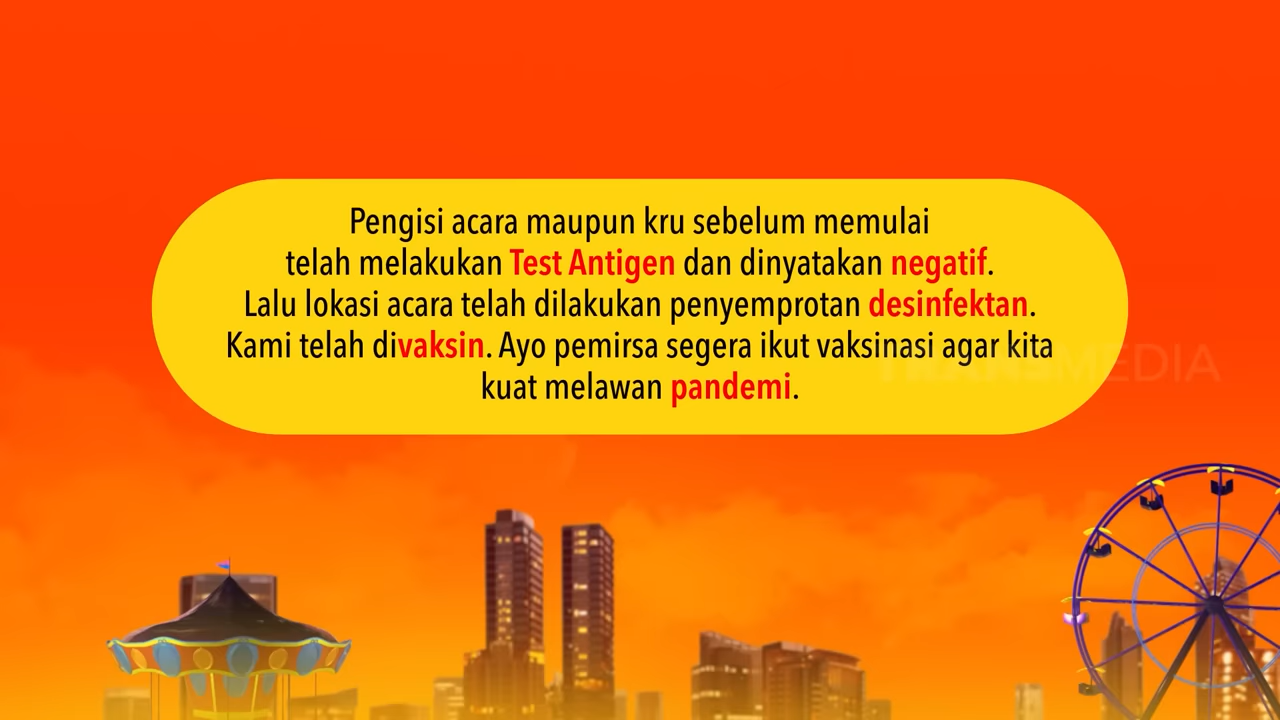 Pengisi acara maupun kru sebelum memulai
telah melakukan Test Antigen dan dinyatakan negatif.
Lalu lokasi acara telah dilakukan penyemprotan desinfektan.
Kami telah divaksin. Ayo pemirsa segera ikut vaksinasi agar kita
kuat melawan pandemi.
TRANSMEDIA